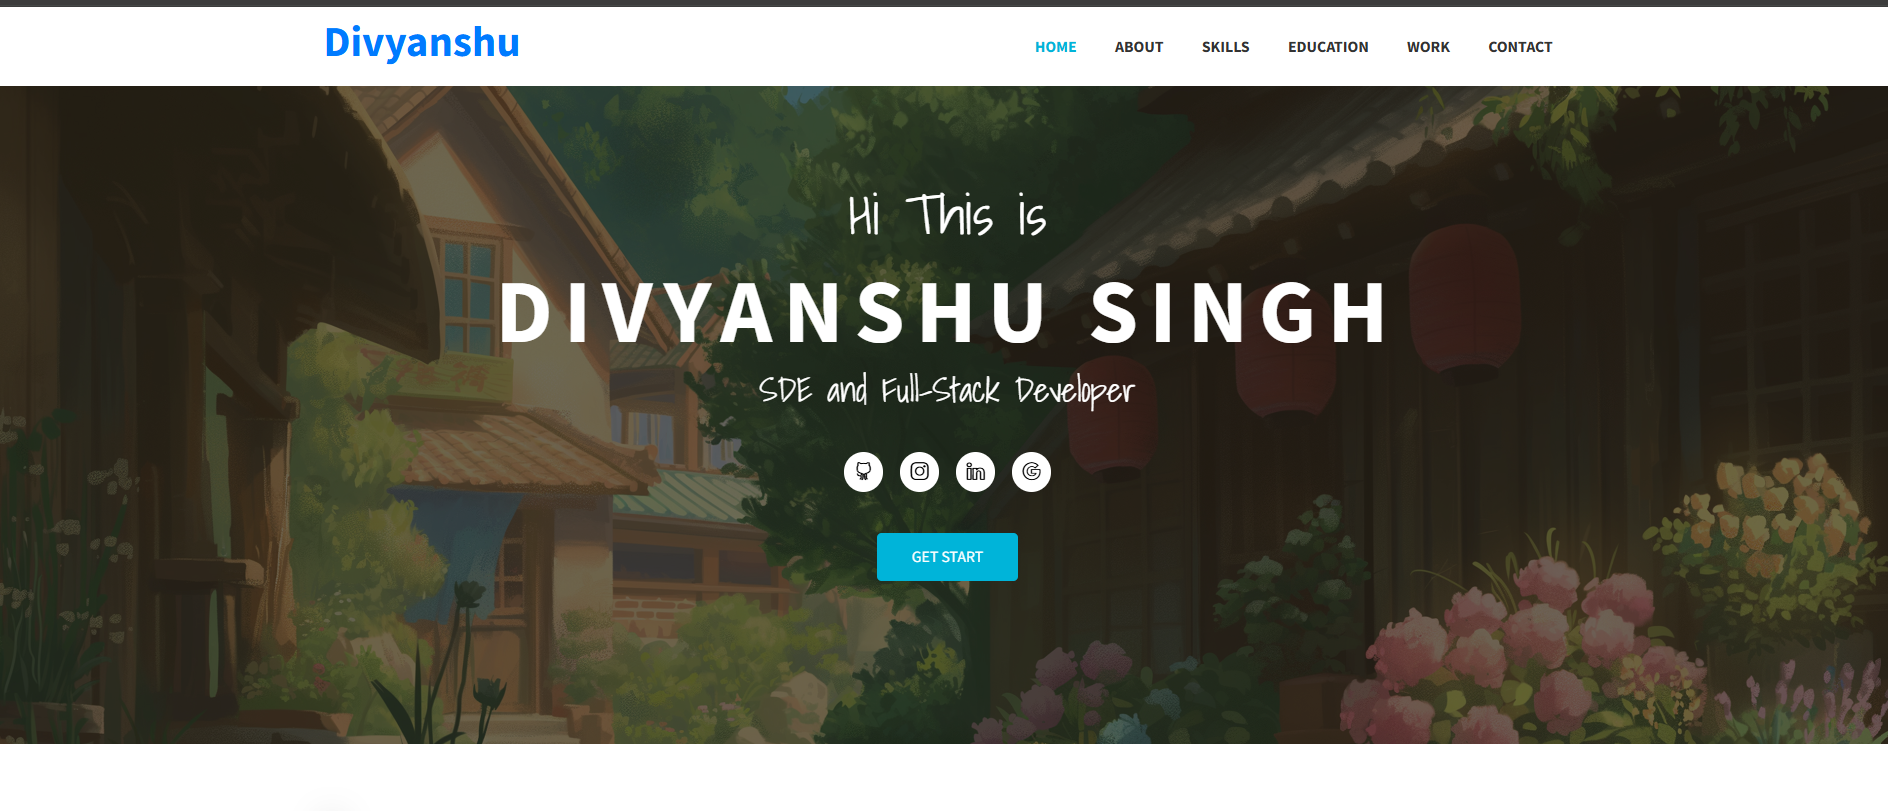 Divyanshu
HOME ABOUT SKILLS EDUCATION WORK CONTACT
Hi This is
DIVYANSHU SINGH
SDE and Full-Stack Developer
GET START